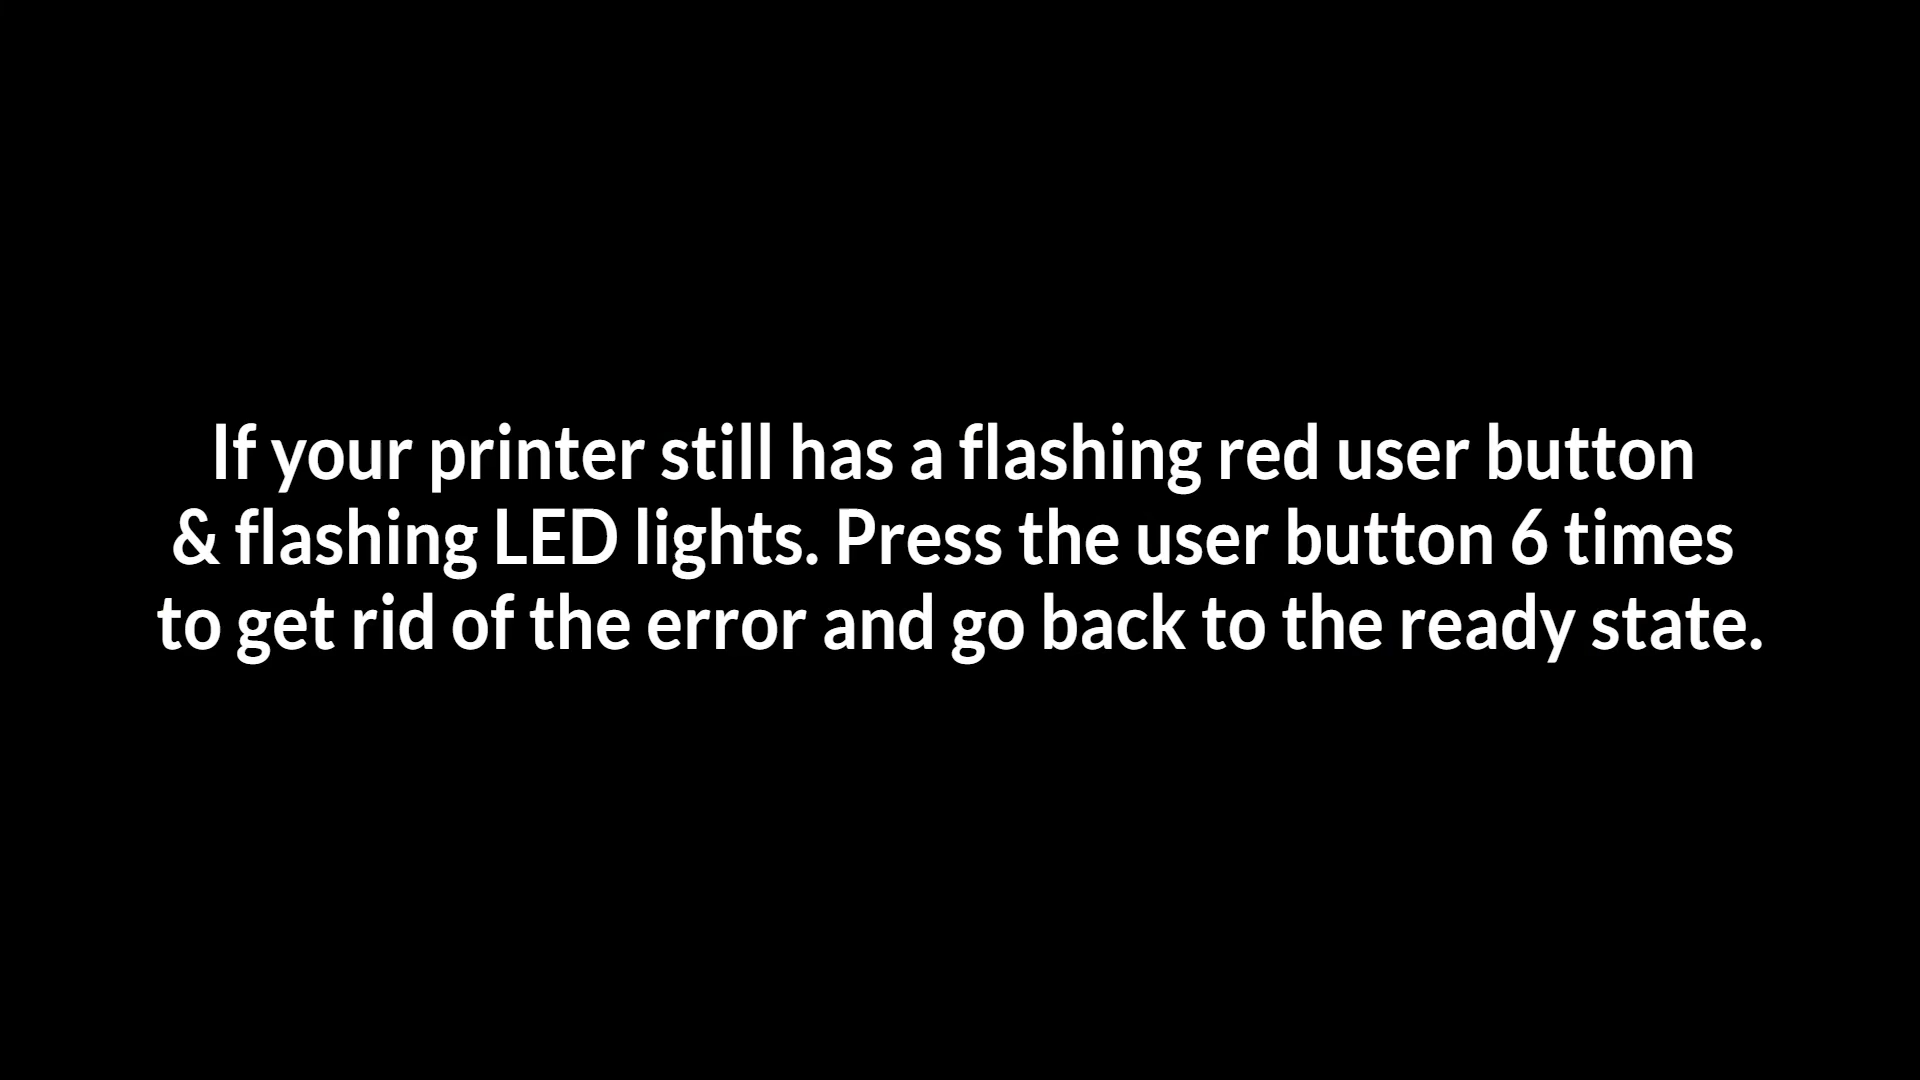 If your printer still has a flashing red user button
& flashing LED lights. Press the user button 6 times
to get rid of the error and go back to the ready state.